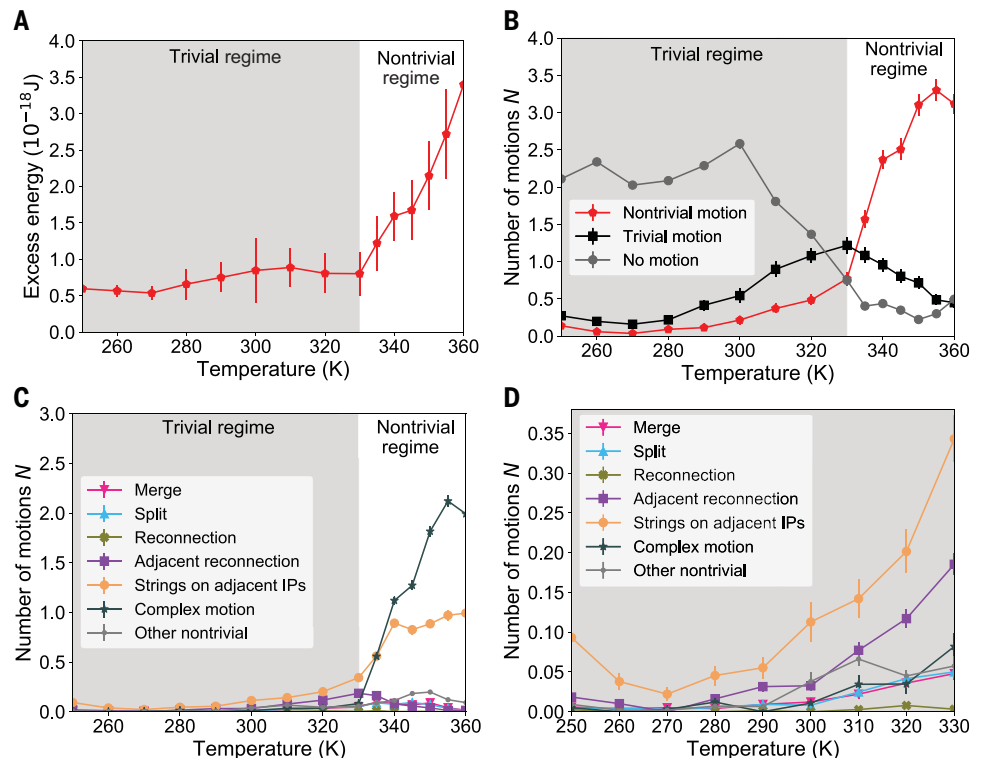 A
Trivial regime
Nontrivial
regime
Excess energy (10⁻¹⁸J)
4.0
3.5
3.0
2.5
2.0
1.5
1.0
0.5
0.0
260 280 300 320 340 360
Temperature (K)
B
Trivial regime
Nontrivial
regime
Number of motions N
4.0
3.5
3.0
2.5
2.0
1.5
1.0
0.5
0.0
Nontrivial motion
Trivial motion
No motion
260 280 300 320 340 360
Temperature (K)
C
Trivial regime
Nontrivial
regime
Number of motions N
3.0
2.5
2.0
1.5
1.0
0.5
0.0
Merge
Split
Reconnection
Adjacent reconnection
Strings on adjacent IPs
Complex motion
Other nontrivial
260 280 300 320 340 360
Temperature (K)
D
Number of motions N
0.35
0.30
0.25
0.20
0.15
0.10
0.05
0.00
Merge
Split
Reconnection
Adjacent reconnection
Strings on adjacent IPs
Complex motion
Other nontrivial
250 260 270 280 290 300 310 320 330
Temperature (K)